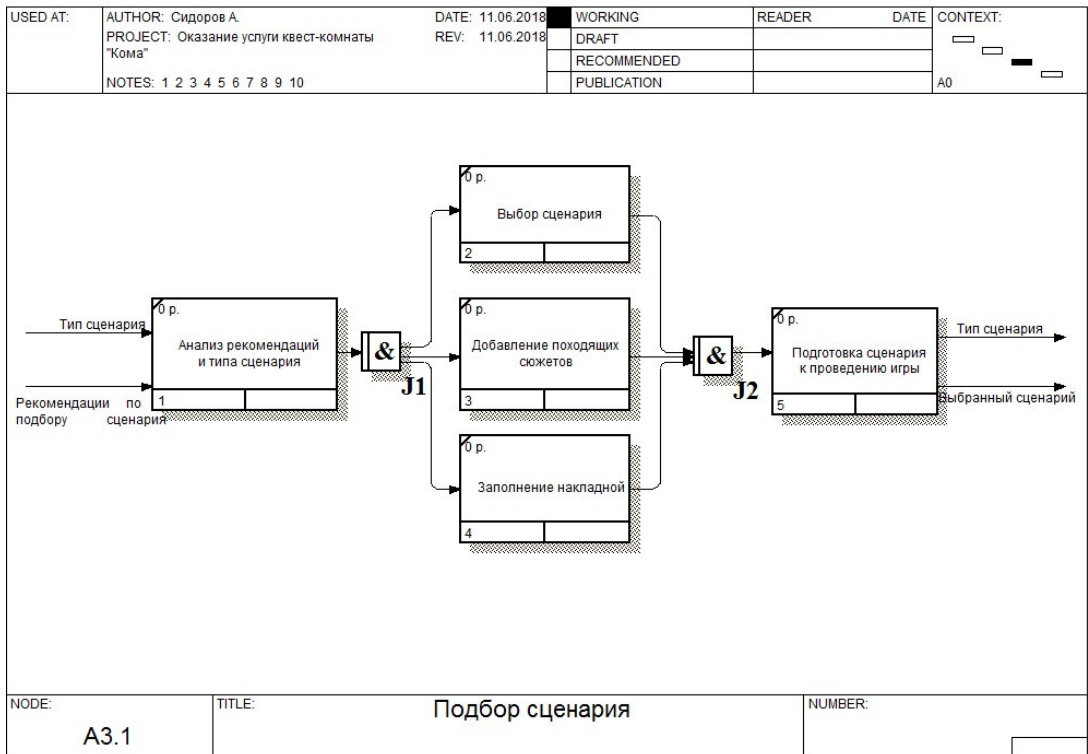 USED AT:
AUTHOR: Сидоров А.
DATE: 11.06.2018
PROJECT: Оказание услуги квест-комнаты
"Кома"
REV: 11.06.2018
NOTES: 1 2 3 4 5 6 7 8 9 10
WORKING
DRAFT
RECOMMENDED
PUBLICATION
READER
DATE
CONTEXT:
A0
Тип сценария
Рекомендации по
подбору сценария
0 р.
Анализ рекомендаций
и типа сценария
1
&
J1
0 р.
Выбор сценария
2
0 р.
Добавление походящих
сюжетов
3
0 р.
Заполнение накладной
4
&
J2
0 р.
Подготовка сценария
к проведению игры
5
Тип сценария
Выбранный сценарий
NODE:
A3.1
TITLE:
Подбор сценария
NUMBER: